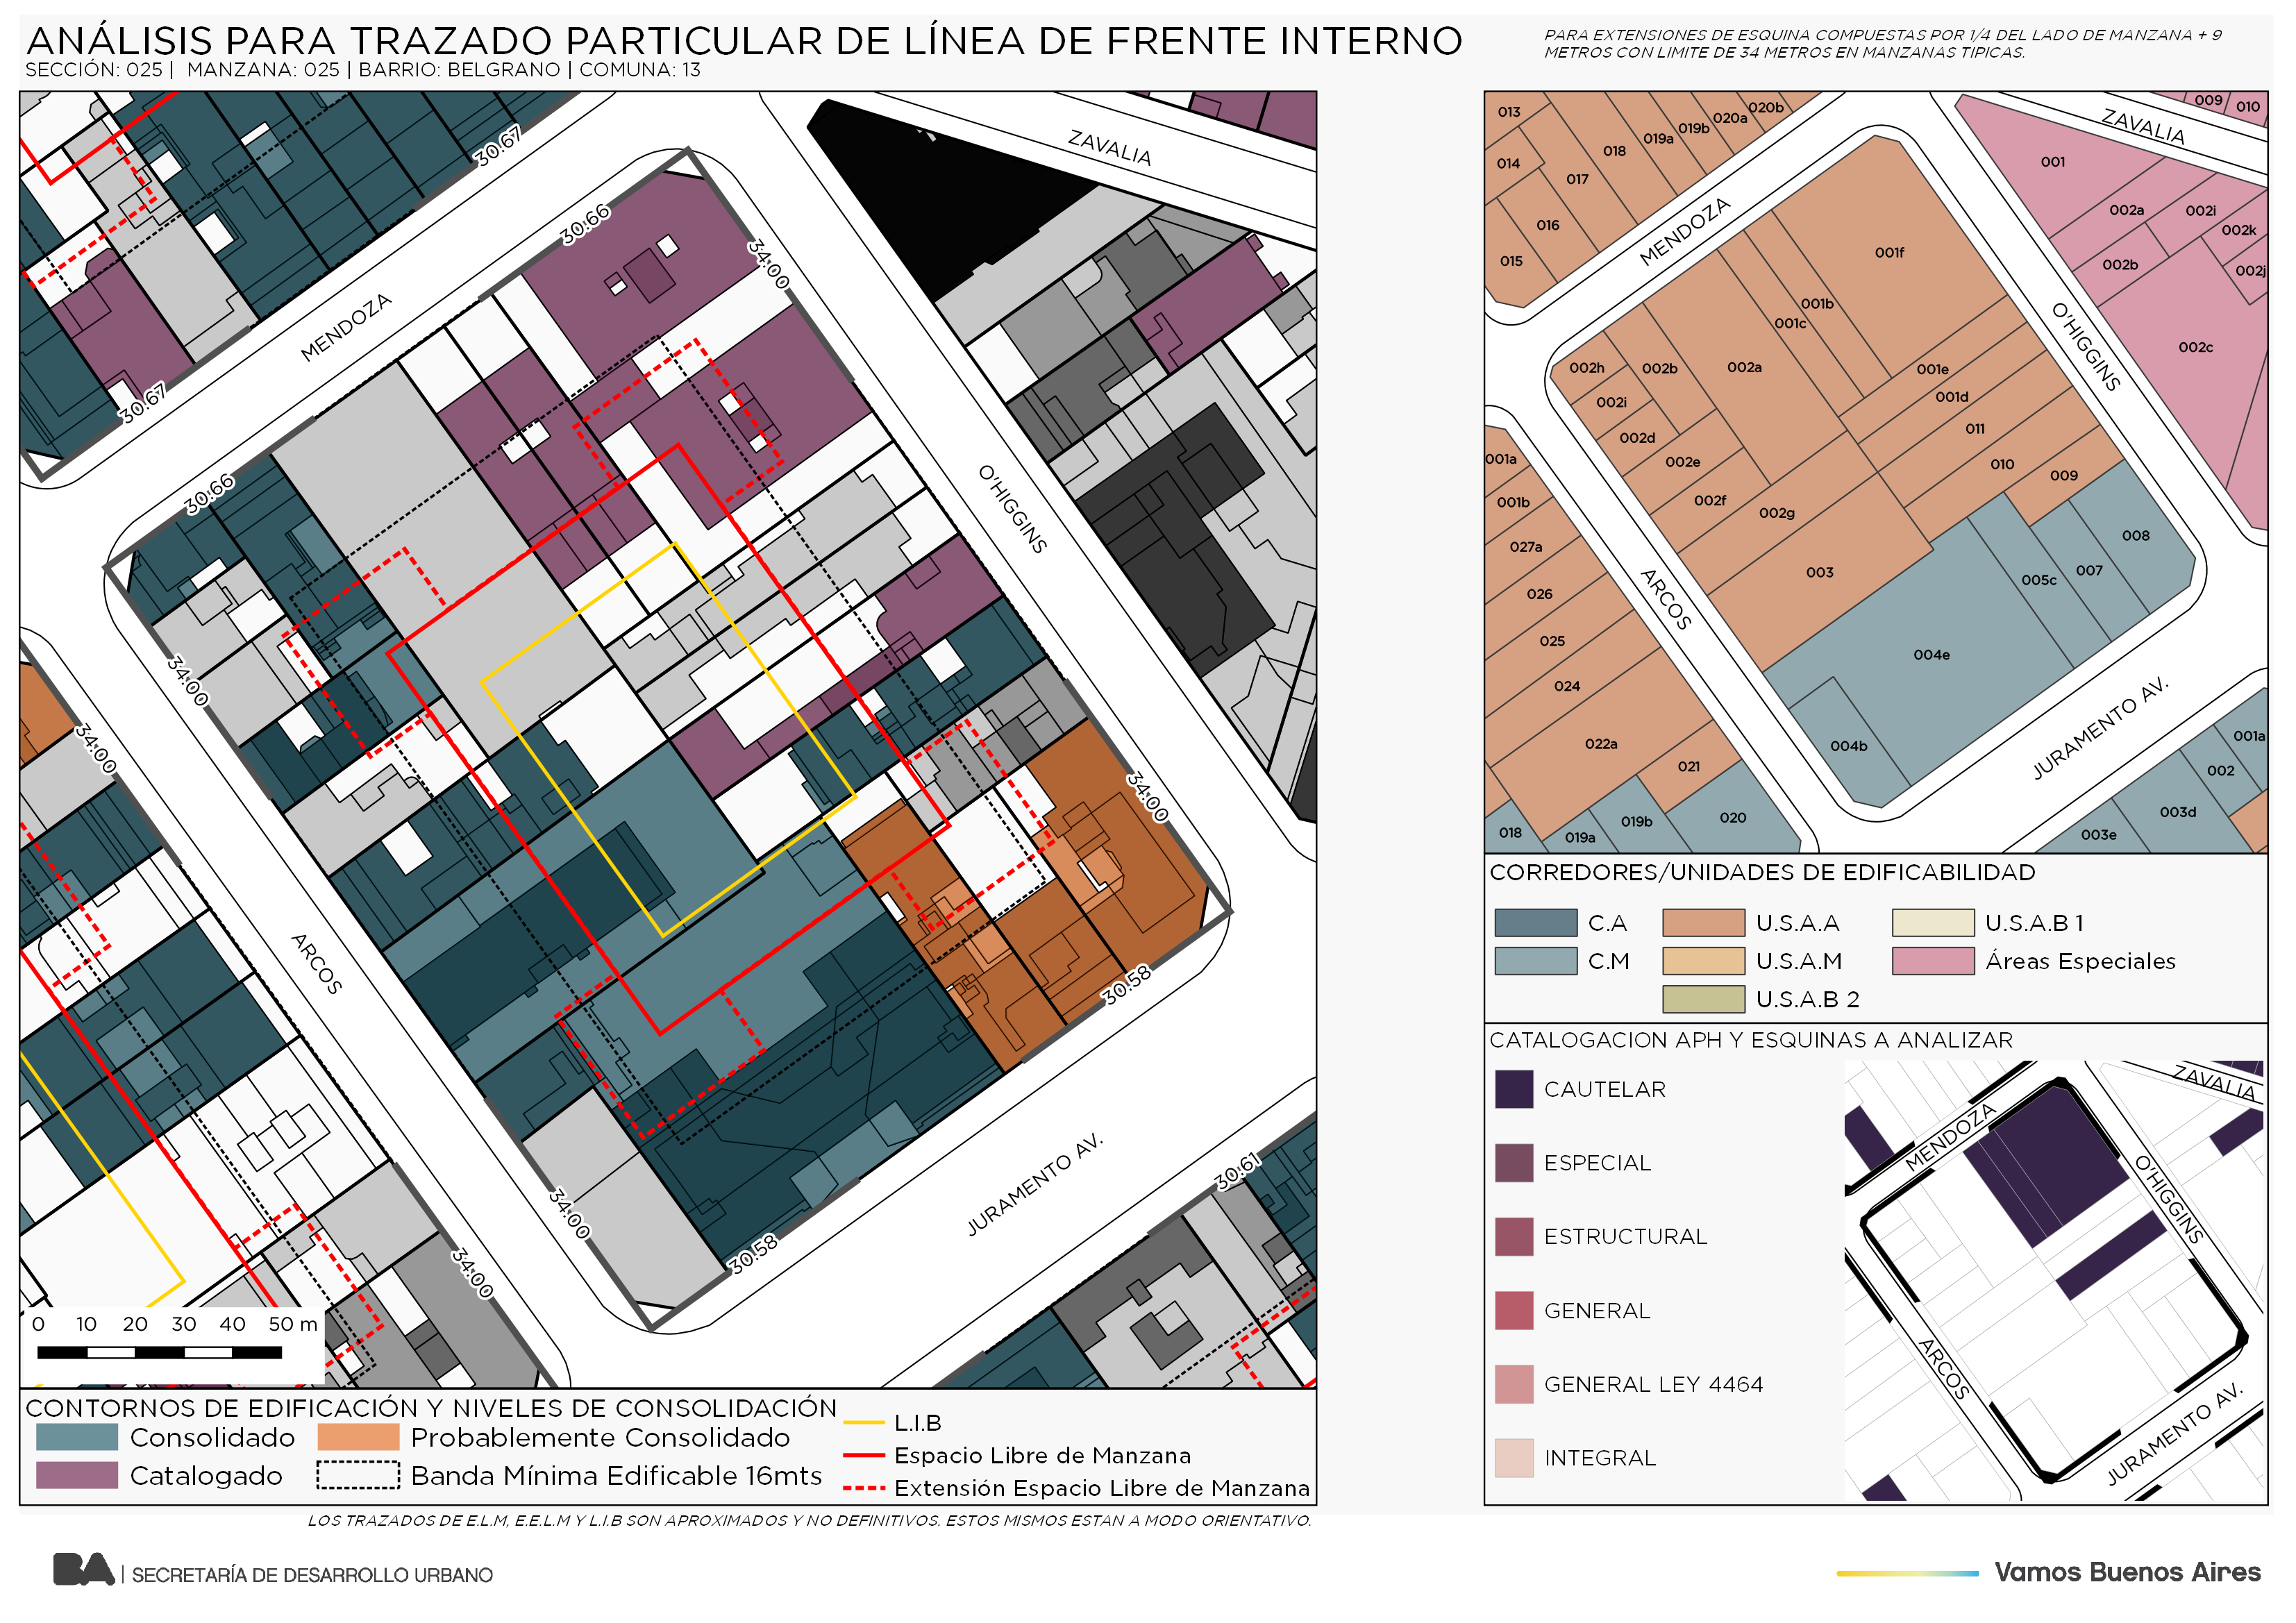 ANÁLISIS PARA TRAZADO PARTICULAR DE LÍNEA DE FRENTE INTERNO
SECCIÓN: 025 | MANZANA: 025 | BARRIO: BELGRANO | COMUNA: 13
PARA EXTENSIONES DE ESQUINA COMPUESTAS POR 1/4 DEL LADO DE MANZANA + 9
METROS CON LIMITE DE 34 METROS EN MANZANAS TIPICAS.
30.67
ZAVALIA
30.66
34.00
MENDOZA
30.67
O'HIGGINS
30.66
34.00
34.00
34.00
ARCOS
30.58
JURAMENTO AV.
30.61
34.00
30.58
34.00
0 10 20 30 40 50 m
CONTORNOS DE EDIFICACIÓN Y NIVELES DE CONSOLIDACIÓN
Consolidado
Probablemente Consolidado
Catalogado
Banda Mínima Edificable 16mts
L.I.B
Espacio Libre de Manzana
Extensión Espacio Libre de Manzana
LOS TRAZADOS DE E.L.M, E.E.L.M Y L.I.B SON APROXIMADOS Y NO DEFINITIVOS. ESTOS MISMOS ESTAN A MODO ORIENTATIVO.
013
014
015
016
017
018
019a
019b
020a
020b
009
010
ZAVALIA
001
002a
002i
002k
002b
002j
002c
MENDOZA
O'HIGGINS
001f
001b
001c
002h
002b
002a
001e
002i
001d
002d
011
002e
010
002f
009
002g
003
008
005c
007
004e
004b
ARCOS
JURAMENTO AV.
001a
001b
027a
026
025
024
022a
021
020
019b
019a
018
001a
002
003d
003e
CORREDORES/UNIDADES DE EDIFICABILIDAD
C.A
U.S.A.A
U.S.A.B 1
C.M
U.S.A.M
Áreas Especiales
U.S.A.B 2
CATALOGACION APH Y ESQUINAS A ANALIZAR
CAUTELAR
ESPECIAL
ESTRUCTURAL
GENERAL
GENERAL LEY 4464
INTEGRAL
ZAVALIA
MENDOZA
O'HIGGINS
ARCOS
JURAMENTO AV.
BA | SECRETARÍA DE DESARROLLO URBANO
Vamos Buenos Aires